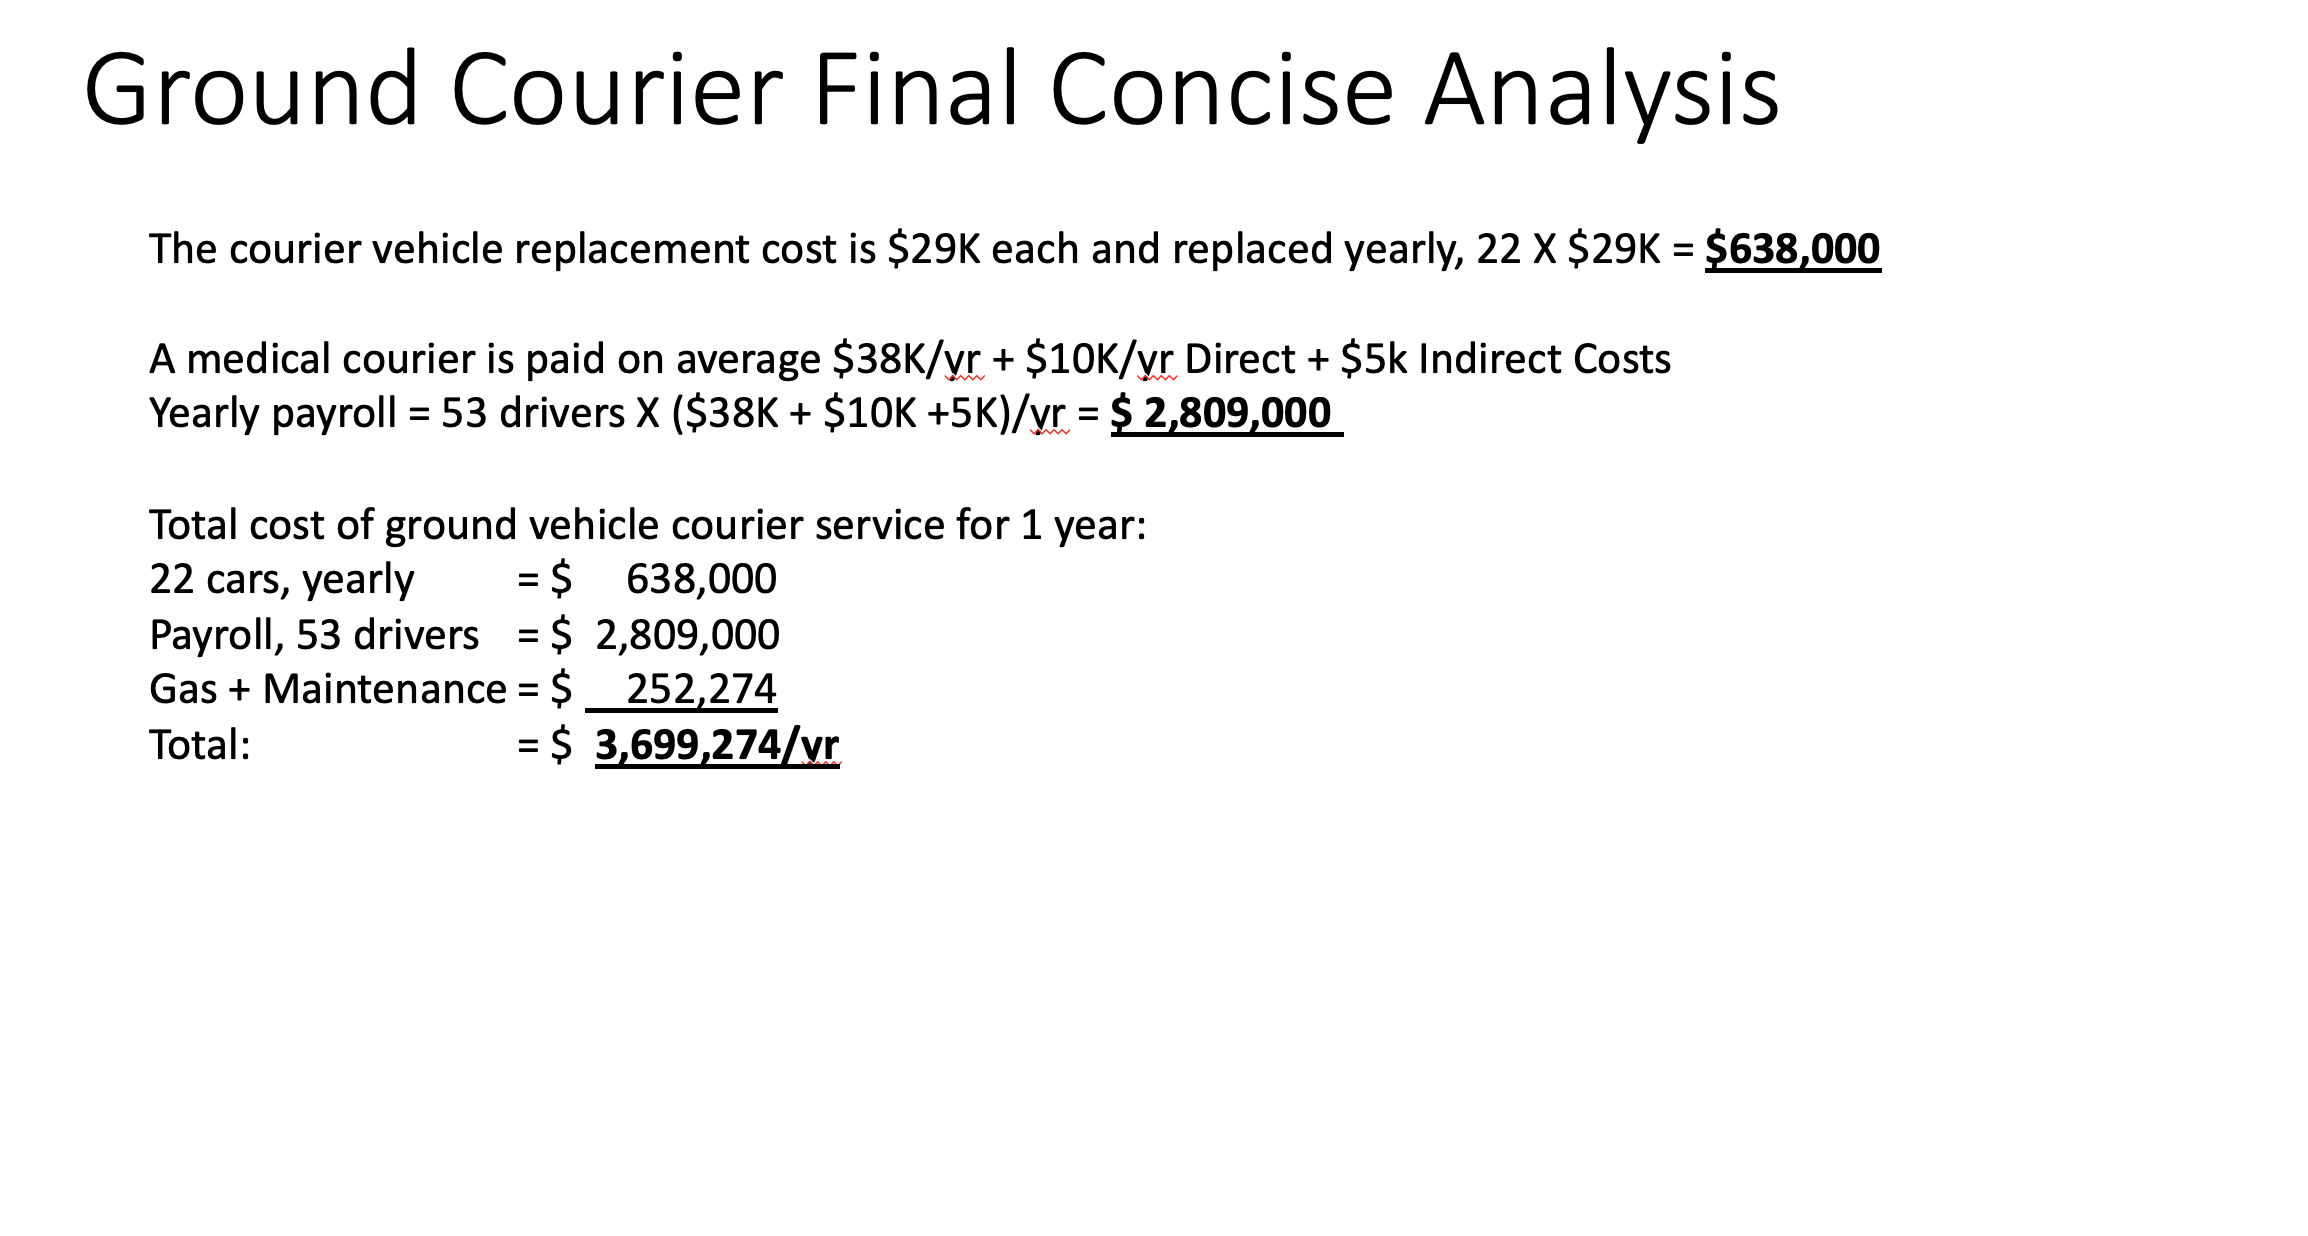 Ground Courier Final Concise Analysis
The courier vehicle replacement cost is $29K each and replaced yearly, 22 X $29K = $638,000
A medical courier is paid on average $38K/yr + $10K/yr Direct + $5k Indirect Costs
Yearly payroll = 53 drivers X ($38K + $10K +5K)/yr = $ 2,809,000
Total cost of ground vehicle courier service for 1 year:
22 cars, yearly = $ 638,000
Payroll, 53 drivers = $ 2,809,000
Gas + Maintenance = $ 252,274
Total: = $ 3,699,274/yr